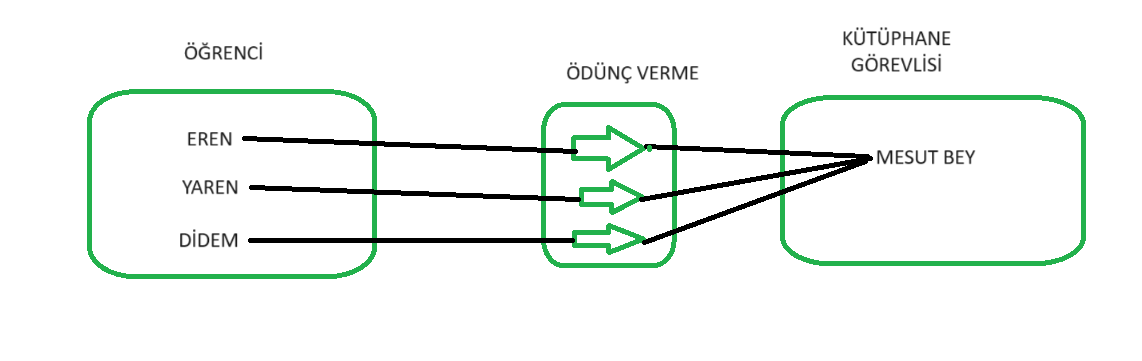 ÖĞRENCİ
ÖDÜNÇ VERME
KÜTÜPHANE
GÖREVLİSİ
EREN
YAREN
DİDEM
MESUT BEY